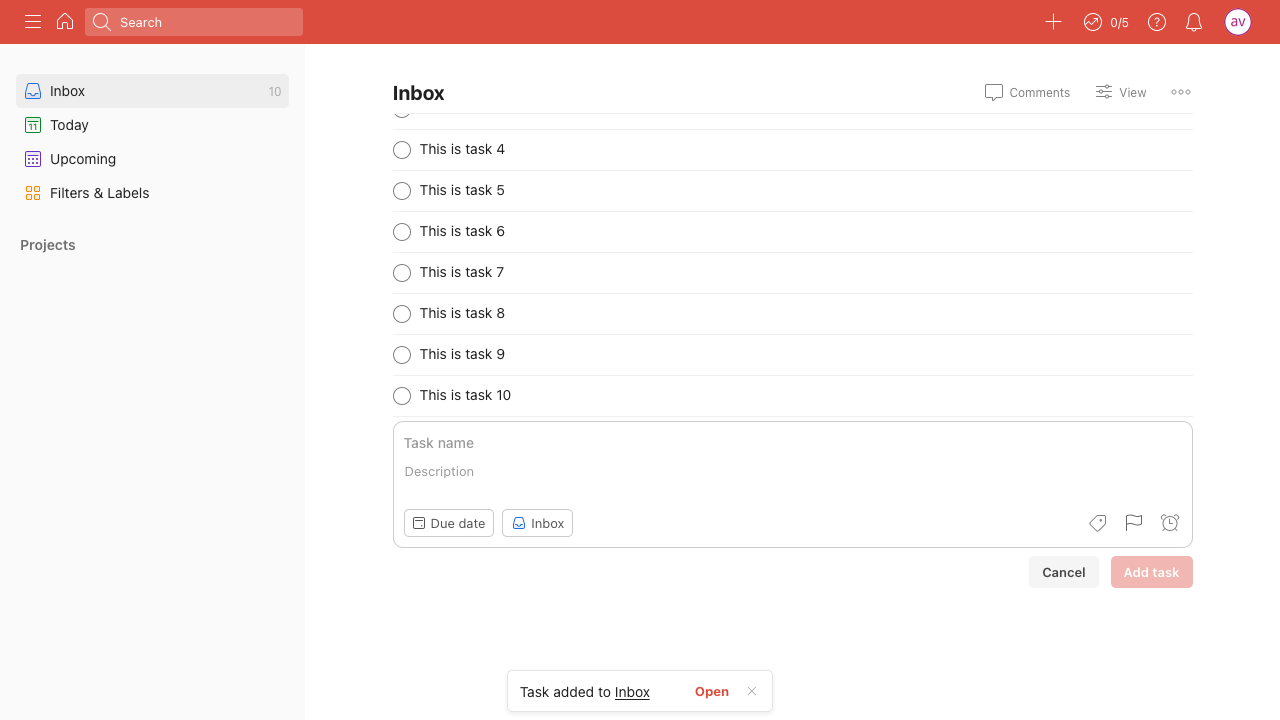 Search
0/5
av
Inbox 10
11 Today
Upcoming
Filters & Labels
Projects
Inbox
Comments
View
This is task 4
This is task 5
This is task 6
This is task 7
This is task 8
This is task 9
This is task 10
Task name
Description
Due date
Inbox
Cancel
Add task
Task added to Inbox
Open